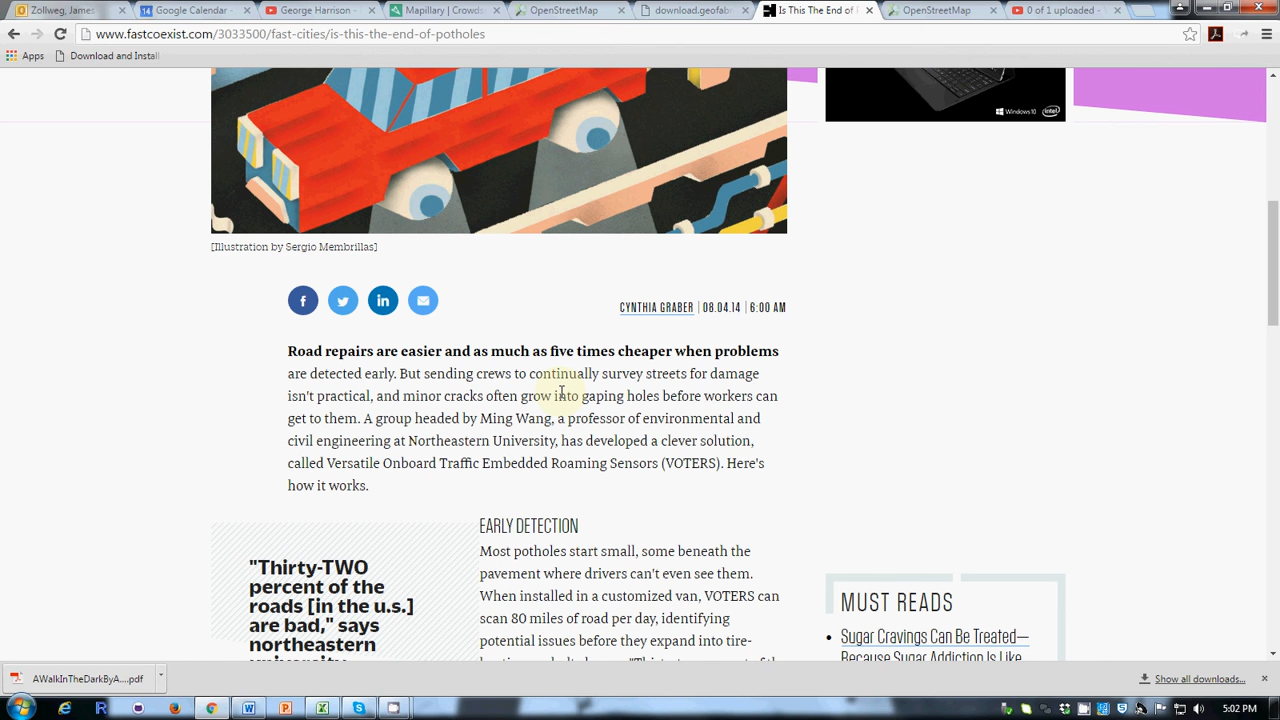 Zollweg, James
Google Calendar -
George Harrison -
Mapillary | Crowds
OpenStreetMap
download.geofab
Is This The End of
OpenStreetMap
0 of 1 uploaded -
www.fastcoexist.com/3033500/fast-cities/is-this-the-end-of-potholes
Apps
Download and Install
Windows 10
intel
[Illustration by Sergio Membrillas]
CYNTHIA GRABER | 08.04.14 | 6:00 AM
Road repairs are easier and as much as five times cheaper when problems
are detected early. But sending crews to continually survey streets for damage
isn't practical, and minor cracks often grow into gaping holes before workers can
get to them. A group headed by Ming Wang, a professor of environmental and
civil engineering at Northeastern University, has developed a clever solution,
called Versatile Onboard Traffic Embedded Roaming Sensors (VOTERS). Here's
how it works.
"Thirty-TWO
percent of the
roads [in the u.s.]
are bad," says
northeastern
EARLY DETECTION
Most potholes start small, some beneath the
pavement where drivers can't even see them.
When installed in a customized van, VOTERS can
scan 80 miles of road per day, identifying
potential issues before they expand into tire-
MUST READS
Sugar Cravings Can Be Treated—
Because Sugar Addiction Is Like
AWalkInTheDarkByA....pdf
Show all downloads...
5:02 PM